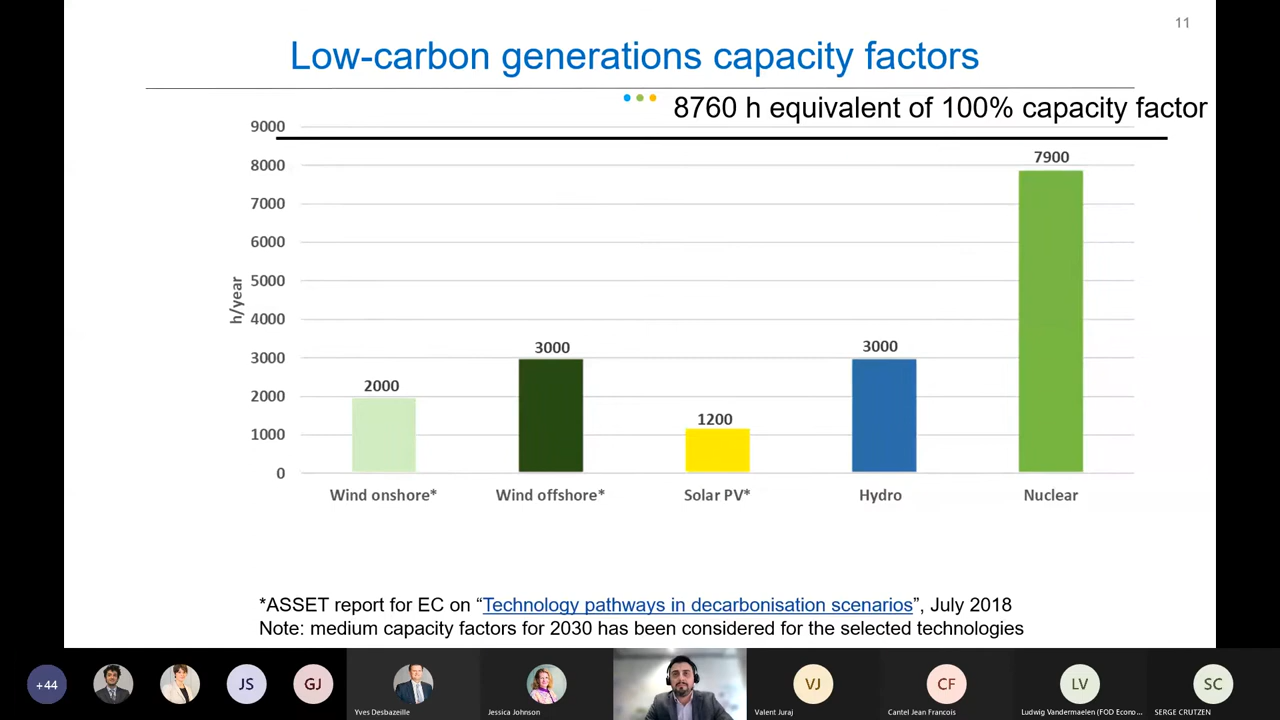 11
Low-carbon generations capacity factors
8760 h equivalent of 100% capacity factor
9000
8000
7000
6000
5000
4000
3000
2000
1000
0
h/year
2000
3000
1200
3000
7900
Wind onshore*
Wind offshore*
Solar PV*
Hydro
Nuclear
*ASSET report for EC on “Technology pathways in decarbonisation scenarios”, July 2018
Note: medium capacity factors for 2030 has been considered for the selected technologies
+44
JS
GJ
Yves Desbazeille
Jessica Johnson
VJ
Valent Juraj
CF
Cantel Jean Francois
LV
Ludwig Vandermaelen (FOD Econo...
SC
SERGE CRUTZEN